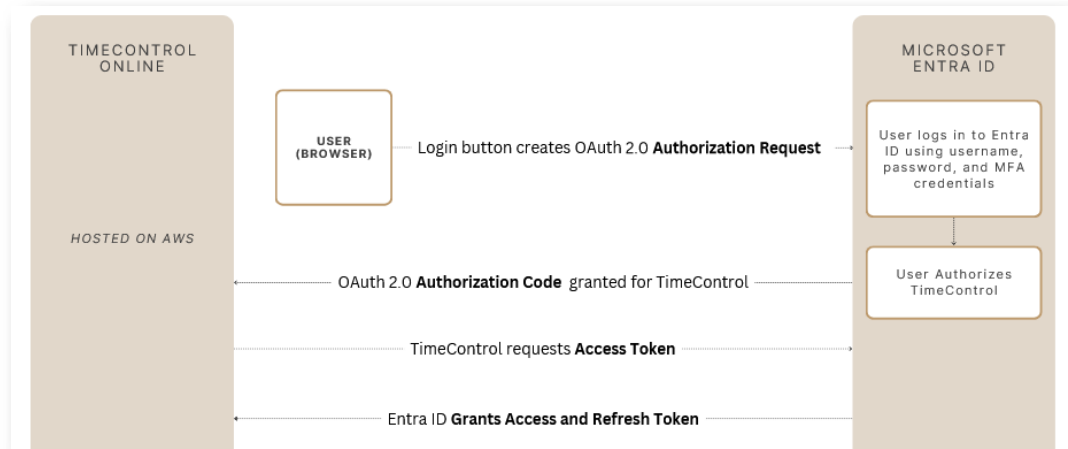 TIMECONTROL
ONLINE
MICROSOFT
ENTRA ID
USER
(BROWSER)
Login button creates OAuth 2.0 Authorization Request
User logs in to Entra
ID using username,
password, and MFA
credentials
HOSTED ON AWS
User Authorizes
TimeControl
OAuth 2.0 Authorization Code granted for TimeControl
TimeControl requests Access Token
Entra ID Grants Access and Refresh Token